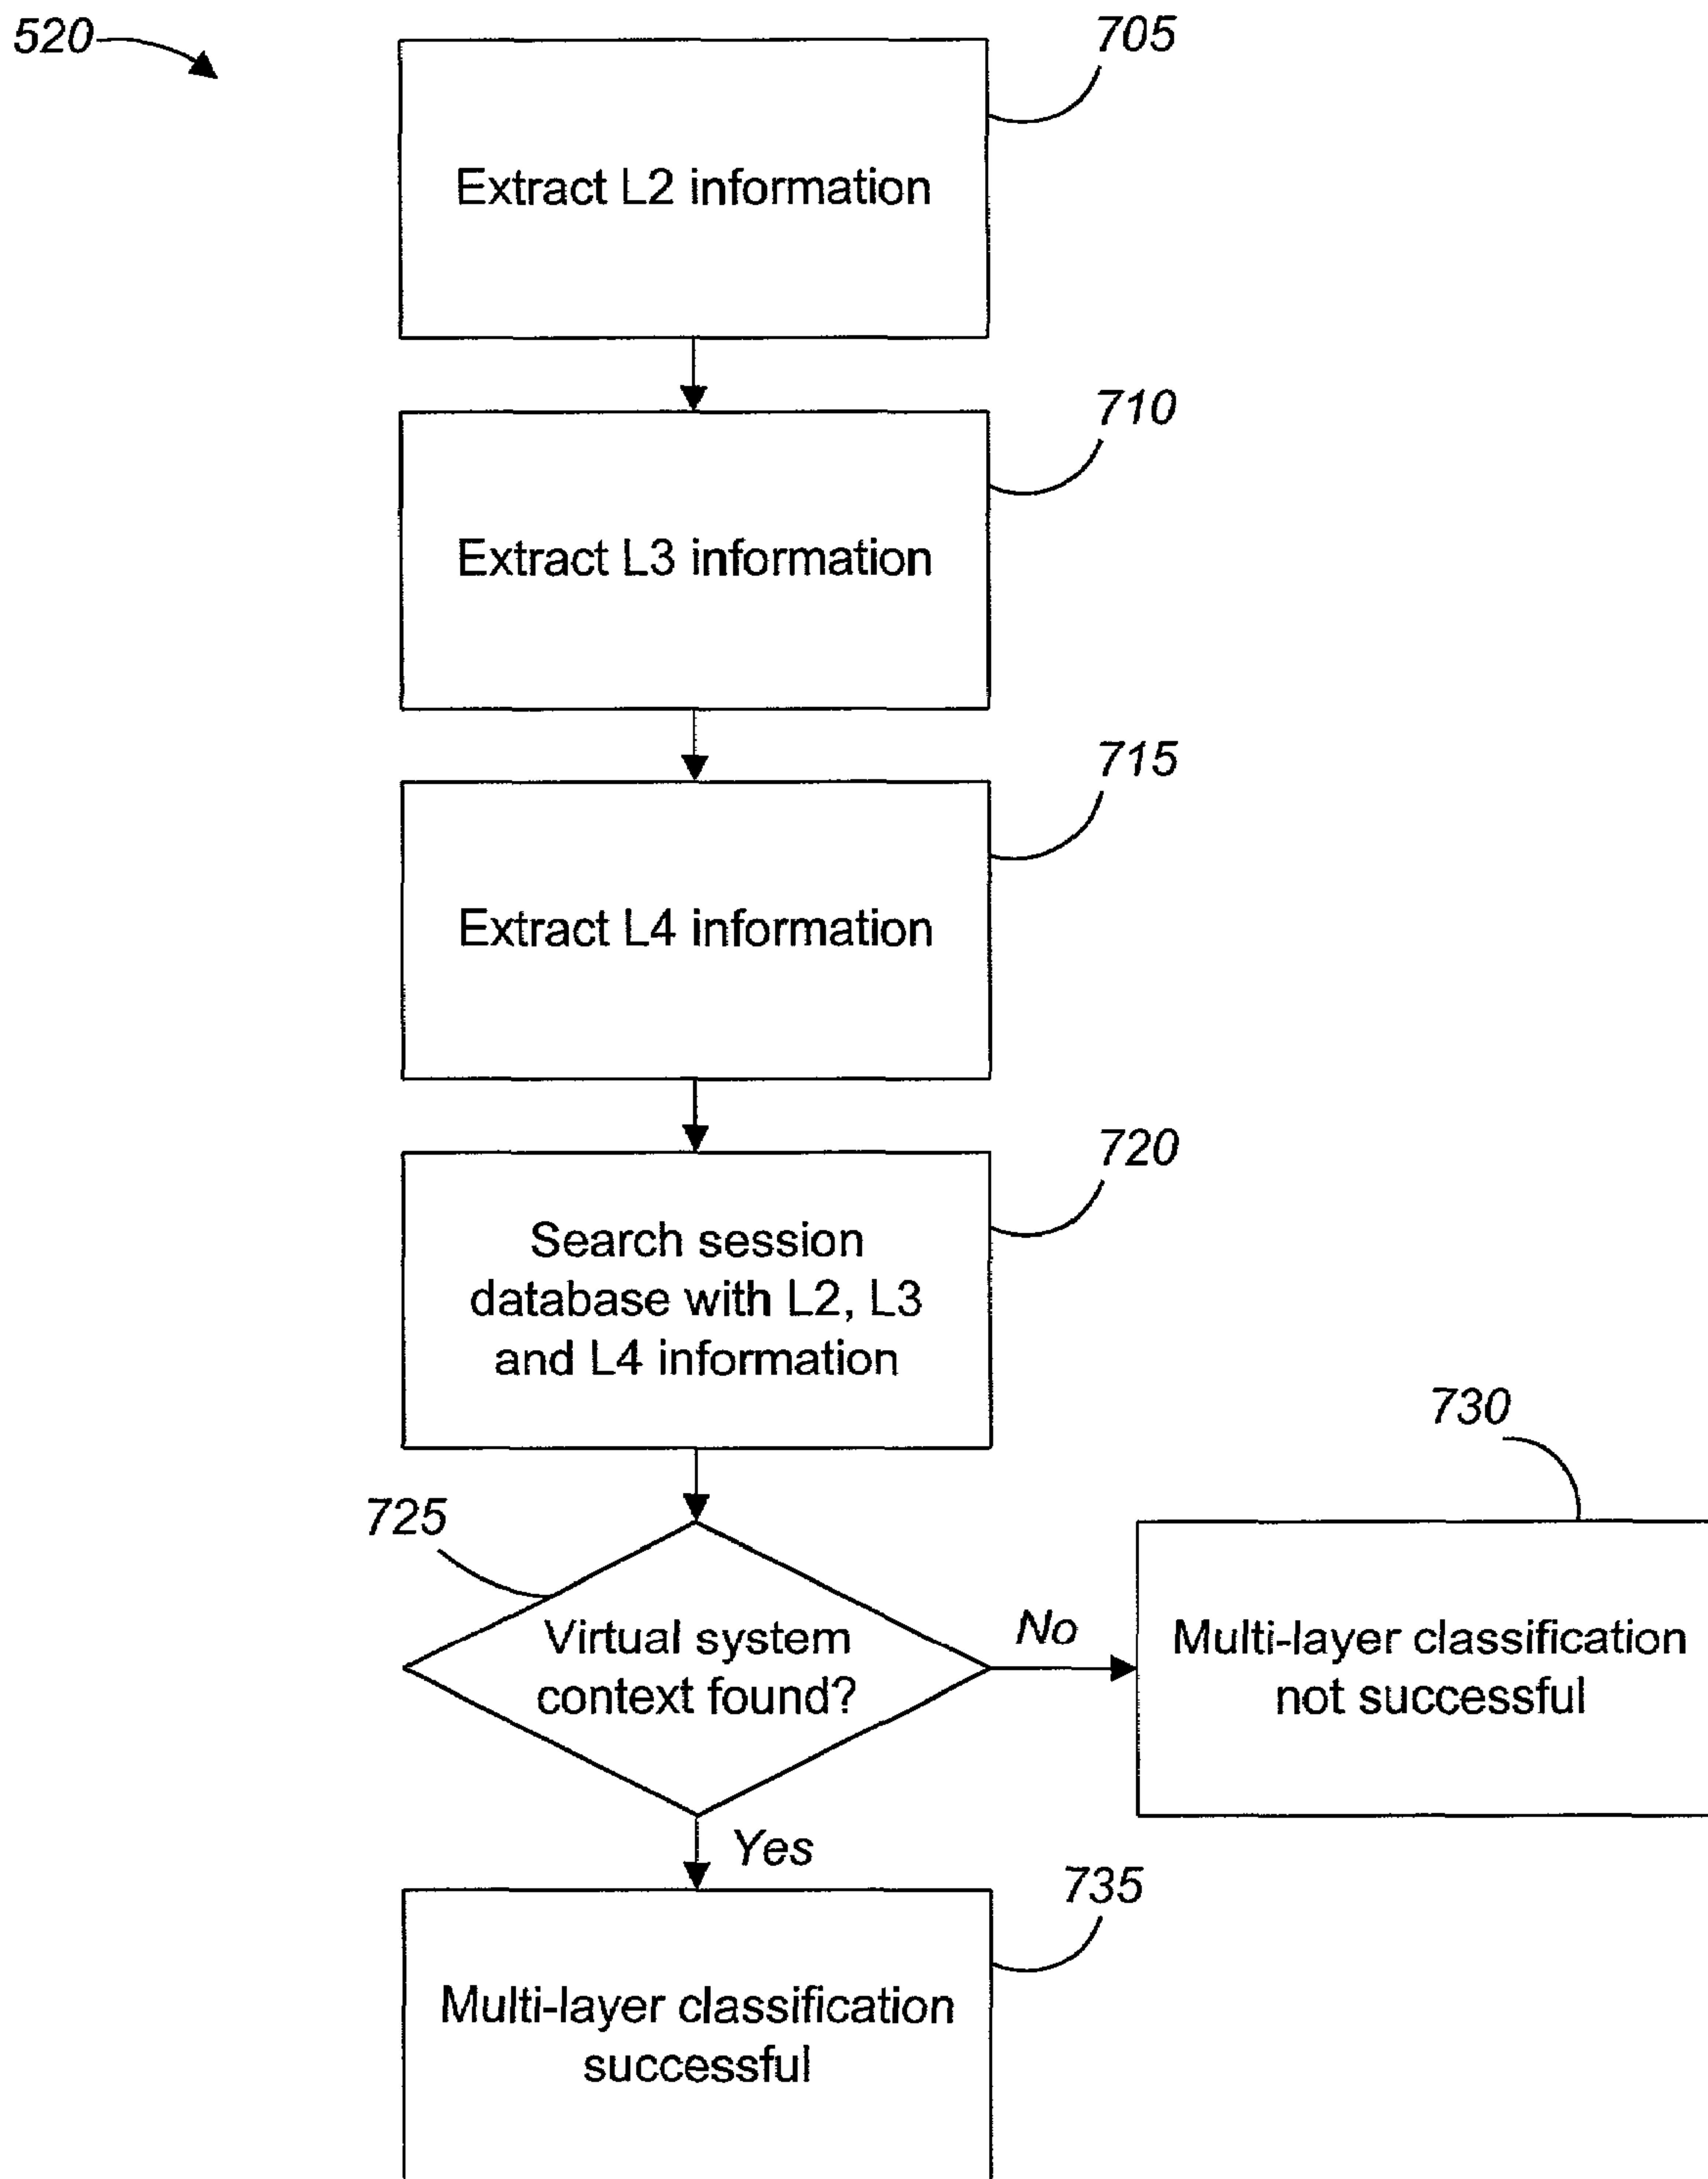 520
705
Extract L2 information
710
Extract L3 information
715
Extract L4 information
720
Search session
database with L2, L3
and L4 information
725
Virtual system
context found?
No
730
Multi-layer classification
not successful
Yes
735
Multi-layer classification
successful